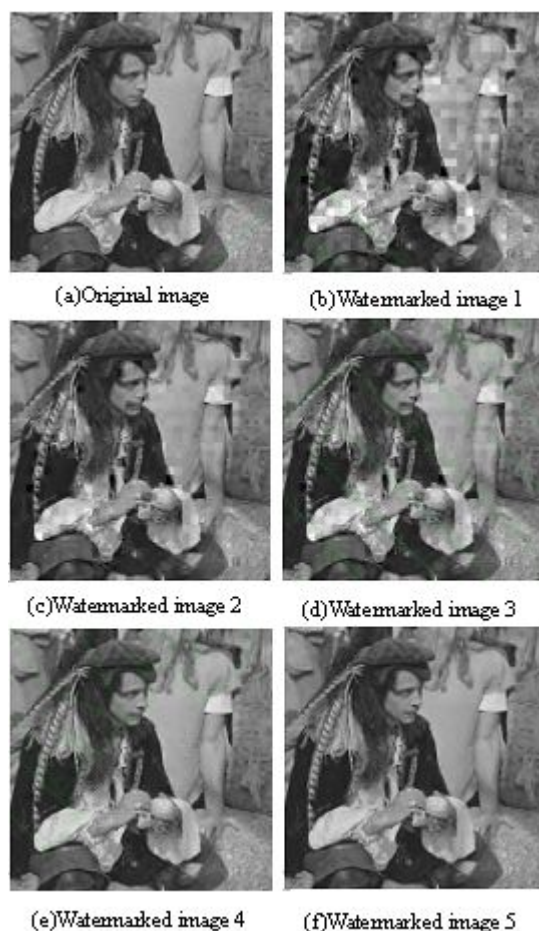 (a)Original image
(b)Watermarked image 1
(c)Watermarked image 2
(d)Watermarked image 3
(e)Watermarked image 4
(f)Watermarked image 5